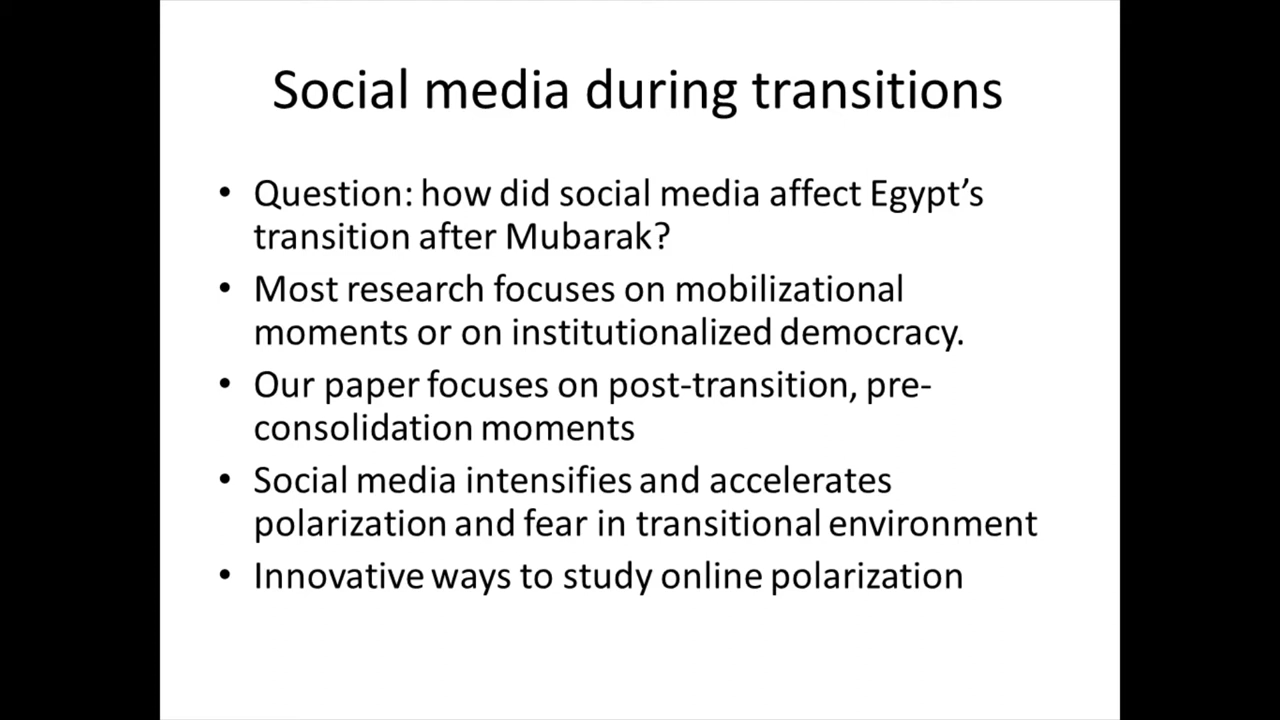 Social media during transitions
• Question: how did social media affect Egypt’s
transition after Mubarak?
• Most research focuses on mobilizational
moments or on institutionalized democracy.
• Our paper focuses on post-transition, pre-
consolidation moments
• Social media intensifies and accelerates
polarization and fear in transitional environment
• Innovative ways to study online polarization